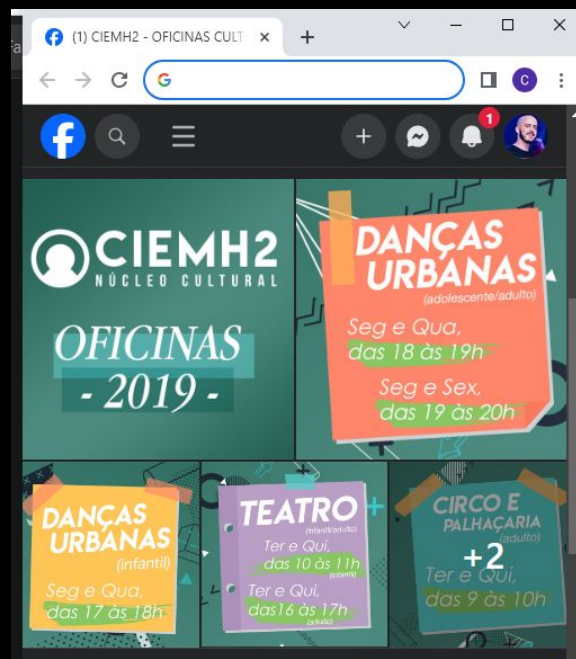 (1) CIEMH2 - OFICINAS CULT
G
C
1
CIEMH2
NÚCLEO CULTURAL
OFICINAS
- 2019 -
DANÇAS
URBANAS
(adolescente/adulto)
Seg e Qua,
das 18 às 19h
Seg e Sex,
das 19 às 20h
DANÇAS
URBANAS
(infantil)
Seg e Qua,
das 17 às 18h
TEATRO
(infantil/adulto)
Ter e Qui,
das 10 às 11h
(infantil)
Ter e Qui,
das16 às 17h
(adulto)
CIRCO E
PALHAÇARIA
(adulto)
+2
Ter e Qui,
das 9 às 10h